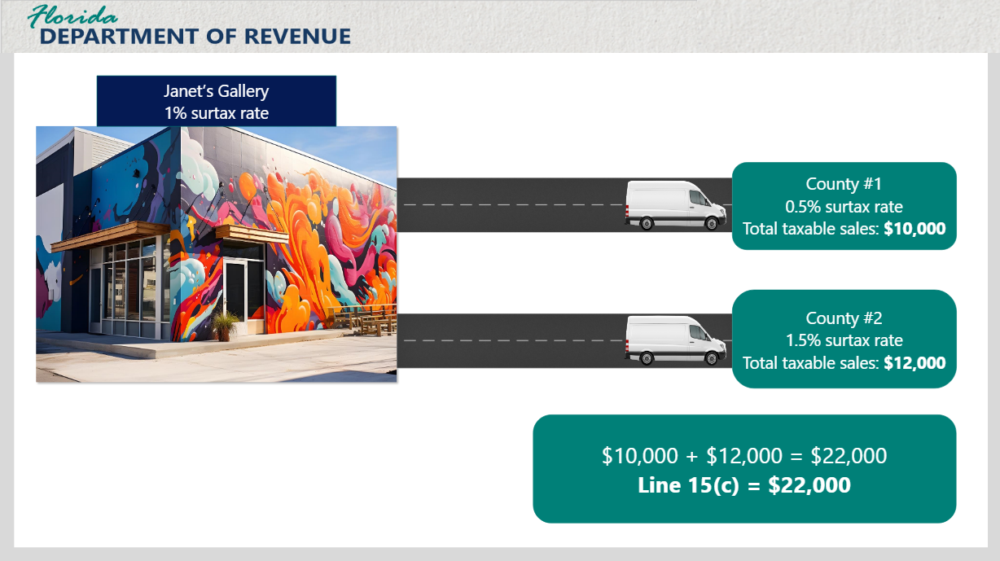 Florida
DEPARTMENT OF REVENUE
Janet’s Gallery
1% surtax rate
County #1
0.5% surtax rate
Total taxable sales: $10,000
County #2
1.5% surtax rate
Total taxable sales: $12,000
$10,000 + $12,000 = $22,000
Line 15(c) = $22,000